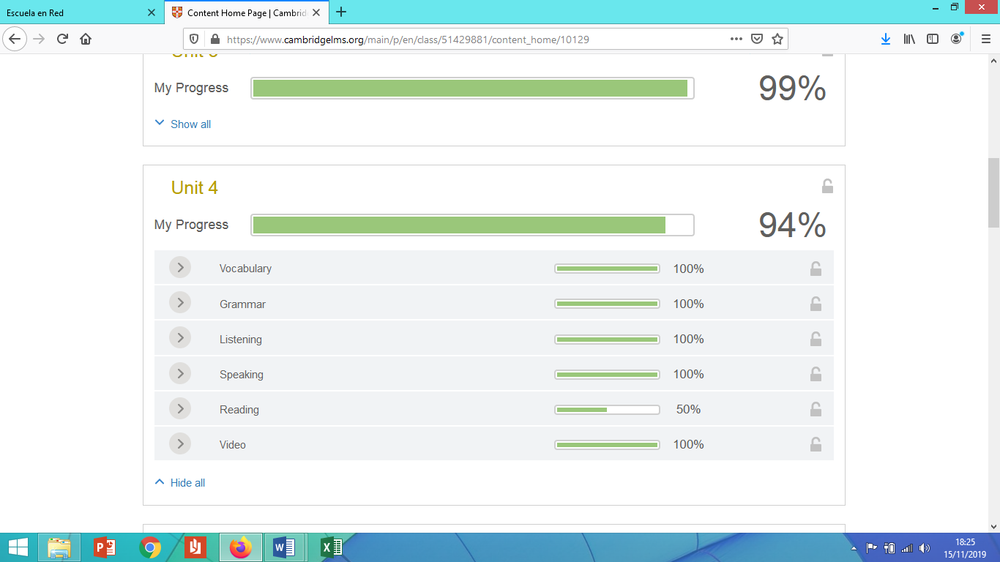 Escuela en Red
Content Home Page | Cambrid
https://www.cambridgelms.org/main/p/en/class/51429881/content_home/10129
My Progress 99%
Show all
Unit 4
My Progress 94%
Vocabulary 100%
Grammar 100%
Listening 100%
Speaking 100%
Reading 50%
Video 100%
Hide all
18:25
15/11/2019